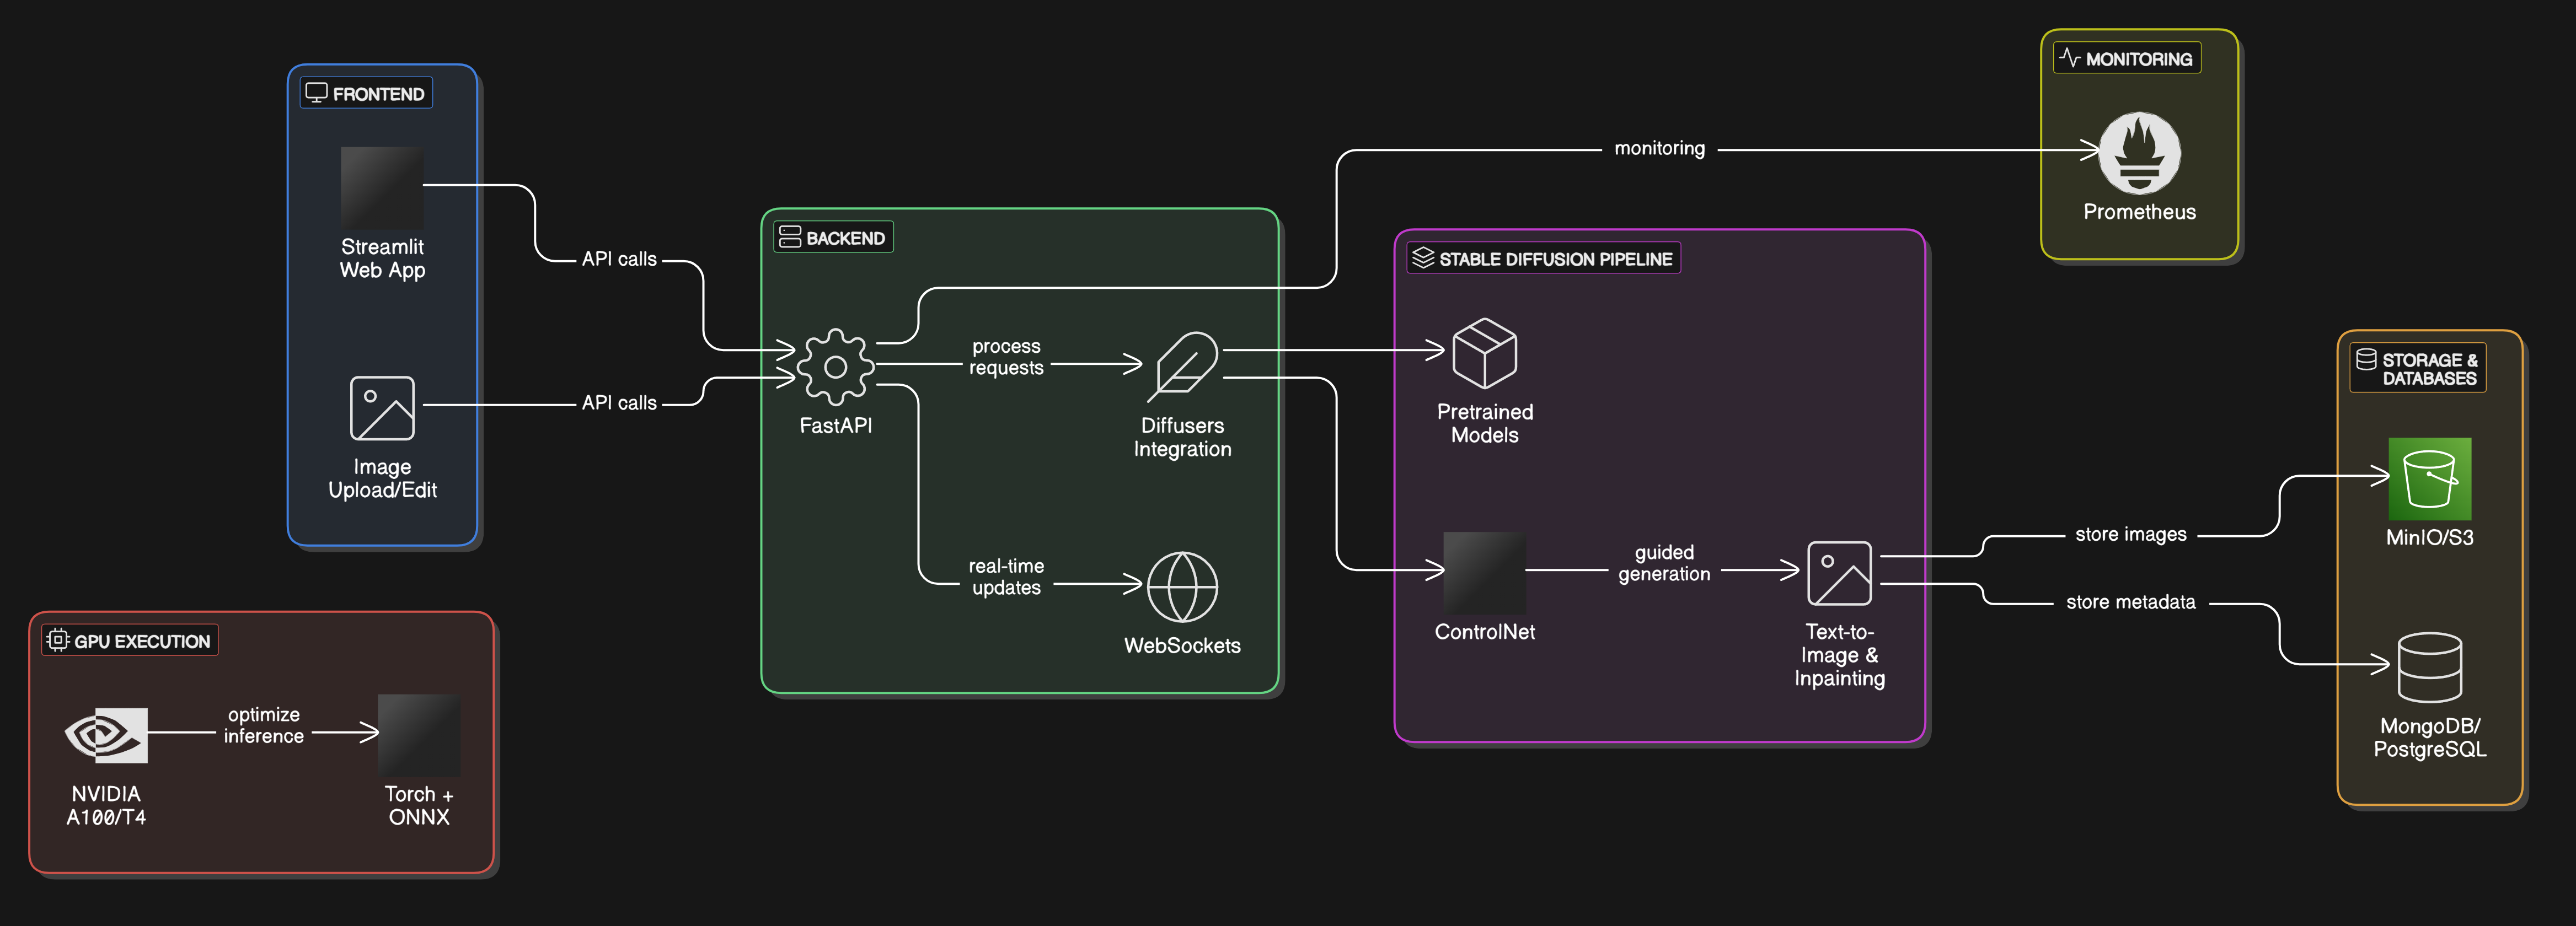 FRONTEND
Streamlit
Web App
API calls
Image
Upload/Edit
API calls
GPU EXECUTION
NVIDIA
A100/T4
optimize
inference
Torch +
ONNX
BACKEND
FastAPI
process
requests
Diffusers
Integration
real-time
updates
WebSockets
monitoring
MONITORING
Prometheus
STABLE DIFFUSION PIPELINE
Pretrained
Models
ControlNet
guided
generation
Text-to-
Image &
Inpainting
store images
store metadata
STORAGE &
DATABASES
MinIO/S3
MongoDB/
PostgreSQL